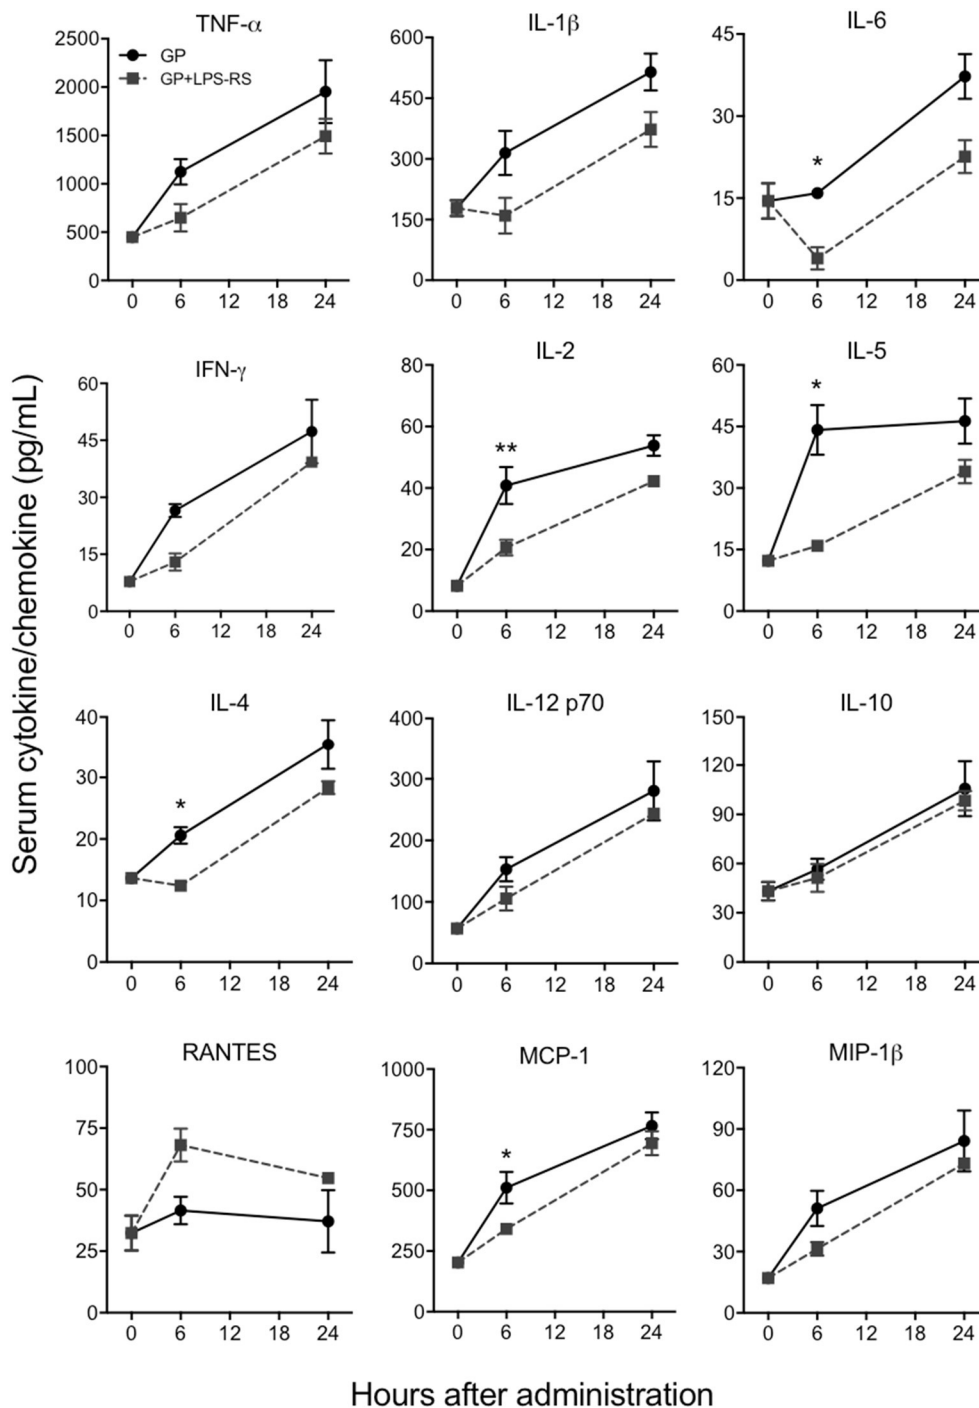 TNF-α
2500
2000
1500
1000
500
0
GP
GP+LPS-RS
0 6 12 18 24
IL-1β
600
450
300
150
0
0 6 12 18 24
IL-6
45
30
15
0
*
0 6 12 18 24
Serum cytokine/chemokine (pg/mL)
IFN-γ
60
45
30
15
0
0 6 12 18 24
IL-2
80
60
40
20
0
**
0 6 12 18 24
IL-5
60
45
30
15
0
*
0 6 12 18 24
IL-4
40
30
20
10
0
*
0 6 12 18 24
IL-12 p70
400
300
200
100
0
0 6 12 18 24
IL-10
150
120
90
60
30
0
0 6 12 18 24
RANTES
100
75
50
25
0
0 6 12 18 24
MCP-1
1000
750
500
250
0
*
0 6 12 18 24
MIP-1β
120
90
60
30
0
0 6 12 18 24
Hours after administration